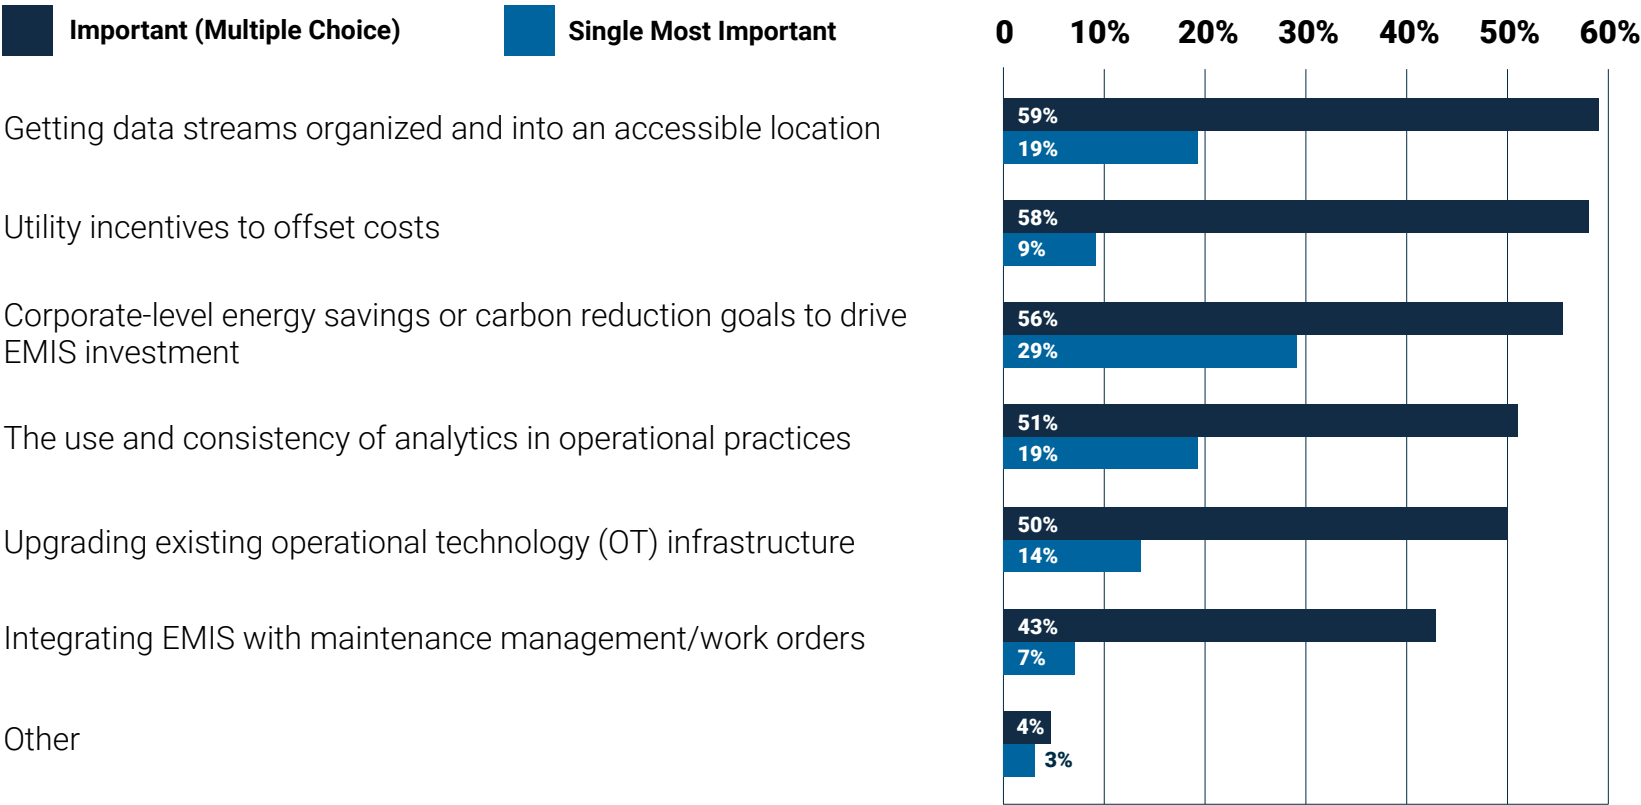 Important (Multiple Choice)
Single Most Important
0 10% 20% 30% 40% 50% 60%
Getting data streams organized and into an accessible location
59%
19%
Utility incentives to offset costs
58%
9%
Corporate-level energy savings or carbon reduction goals to drive
EMIS investment
56%
29%
The use and consistency of analytics in operational practices
51%
19%
Upgrading existing operational technology (OT) infrastructure
50%
14%
Integrating EMIS with maintenance management/work orders
43%
7%
Other
4%
3%